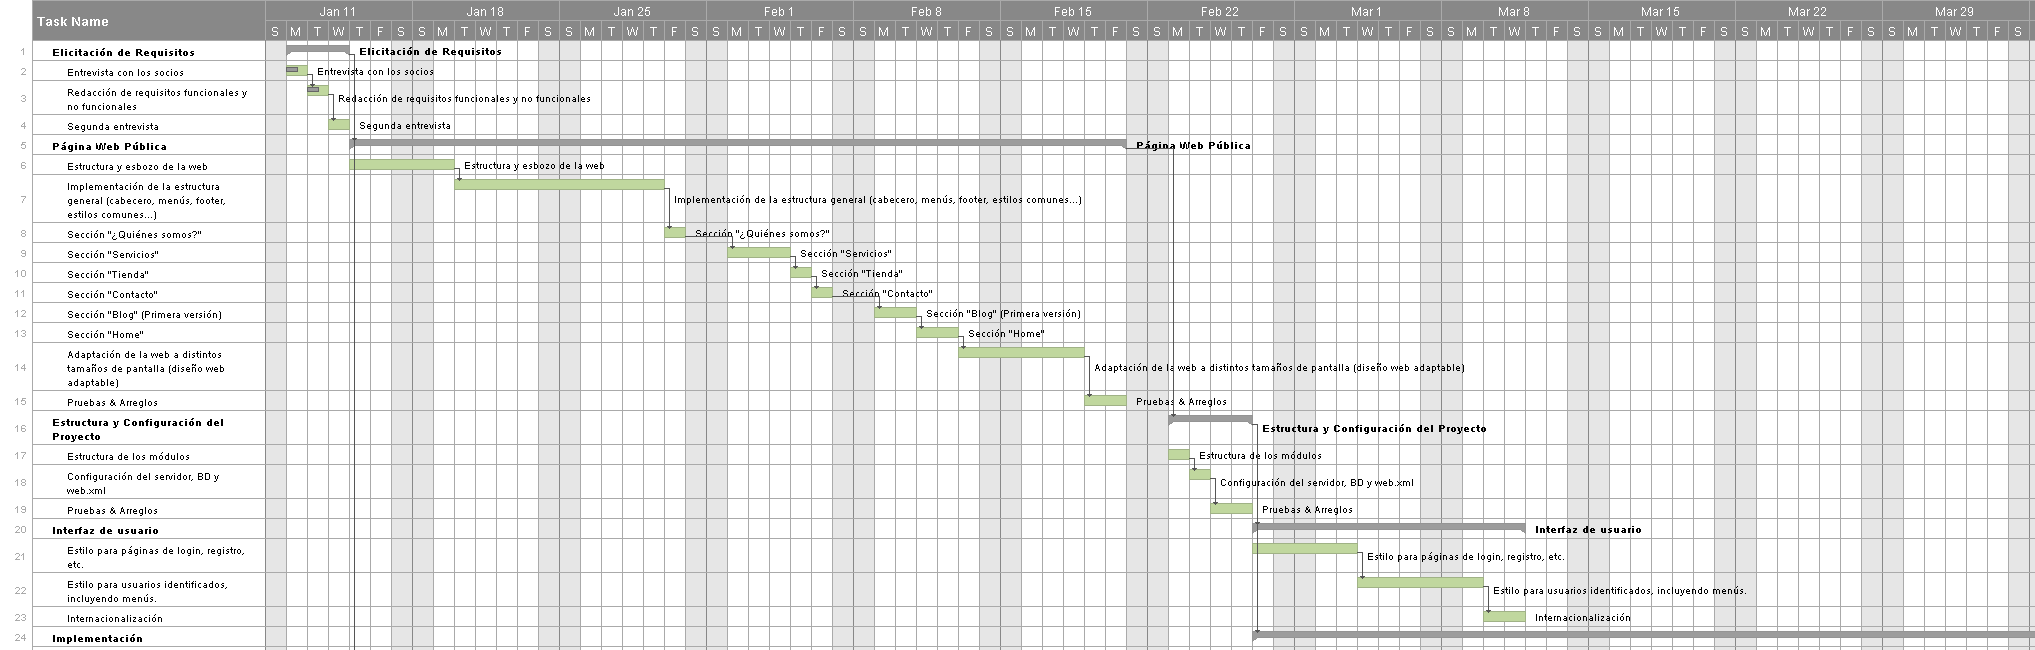 Task Name
Jan 11 Jan 18 Jan 25 Feb 1 Feb 8 Feb 15 Feb 22 Mar 1 Mar 8 Mar 15 Mar 22 Mar 29
S M T W T F S S M T W T F S S M T W T F S S M T W T F S S M T W T F S S M T W T F S S M T W T F S S M T W T F S S M T W T F S S M T W T F S S M T W T F S S M T W T F S
1 Elicitación de Requisitos Elicitación de Requisitos
2 Entrevista con los socios Entrevista con los socios
3 Redacción de requisitos funcionales y
no funcionales
Redacción de requisitos funcionales y no funcionales
4 Segunda entrevista Segunda entrevista
5 Página Web Pública Página Web Pública
6 Estructura y esbozo de la web Estructura y esbozo de la web
7 Implementación de la estructura
general (cabecero, menús, footer,
estilos comunes...)
Implementación de la estructura general (cabecero, menús, footer, estilos comunes...)
8 Sección "¿Quiénes somos?" Sección "¿Quiénes somos?"
9 Sección "Servicios" Sección "Servicios"
10 Sección "Tienda" Sección "Tienda"
11 Sección "Contacto" Sección "Contacto"
12 Sección "Blog" (Primera versión) Sección "Blog" (Primera versión)
13 Sección "Home" Sección "Home"
14 Adaptación de la web a distintos
tamaños de pantalla (diseño web
adaptable)
Adaptación de la web a distintos tamaños de pantalla (diseño web adaptable)
15 Pruebas & Arreglos Pruebas & Arreglos
16 Estructura y Configuración del
Proyecto
Estructura y Configuración del Proyecto
17 Estructura de los módulos Estructura de los módulos
18 Configuración del servidor, BD y
web.xml
Configuración del servidor, BD y web.xml
19 Pruebas & Arreglos Pruebas & Arreglos
20 Interfaz de usuario Interfaz de usuario
21 Estilo para páginas de login, registro,
etc.
Estilo para páginas de login, registro, etc.
22 Estilo para usuarios identificados,
incluyendo menús.
Estilo para usuarios identificados, incluyendo menús.
23 Internacionalización Internacionalización
24 Implementación